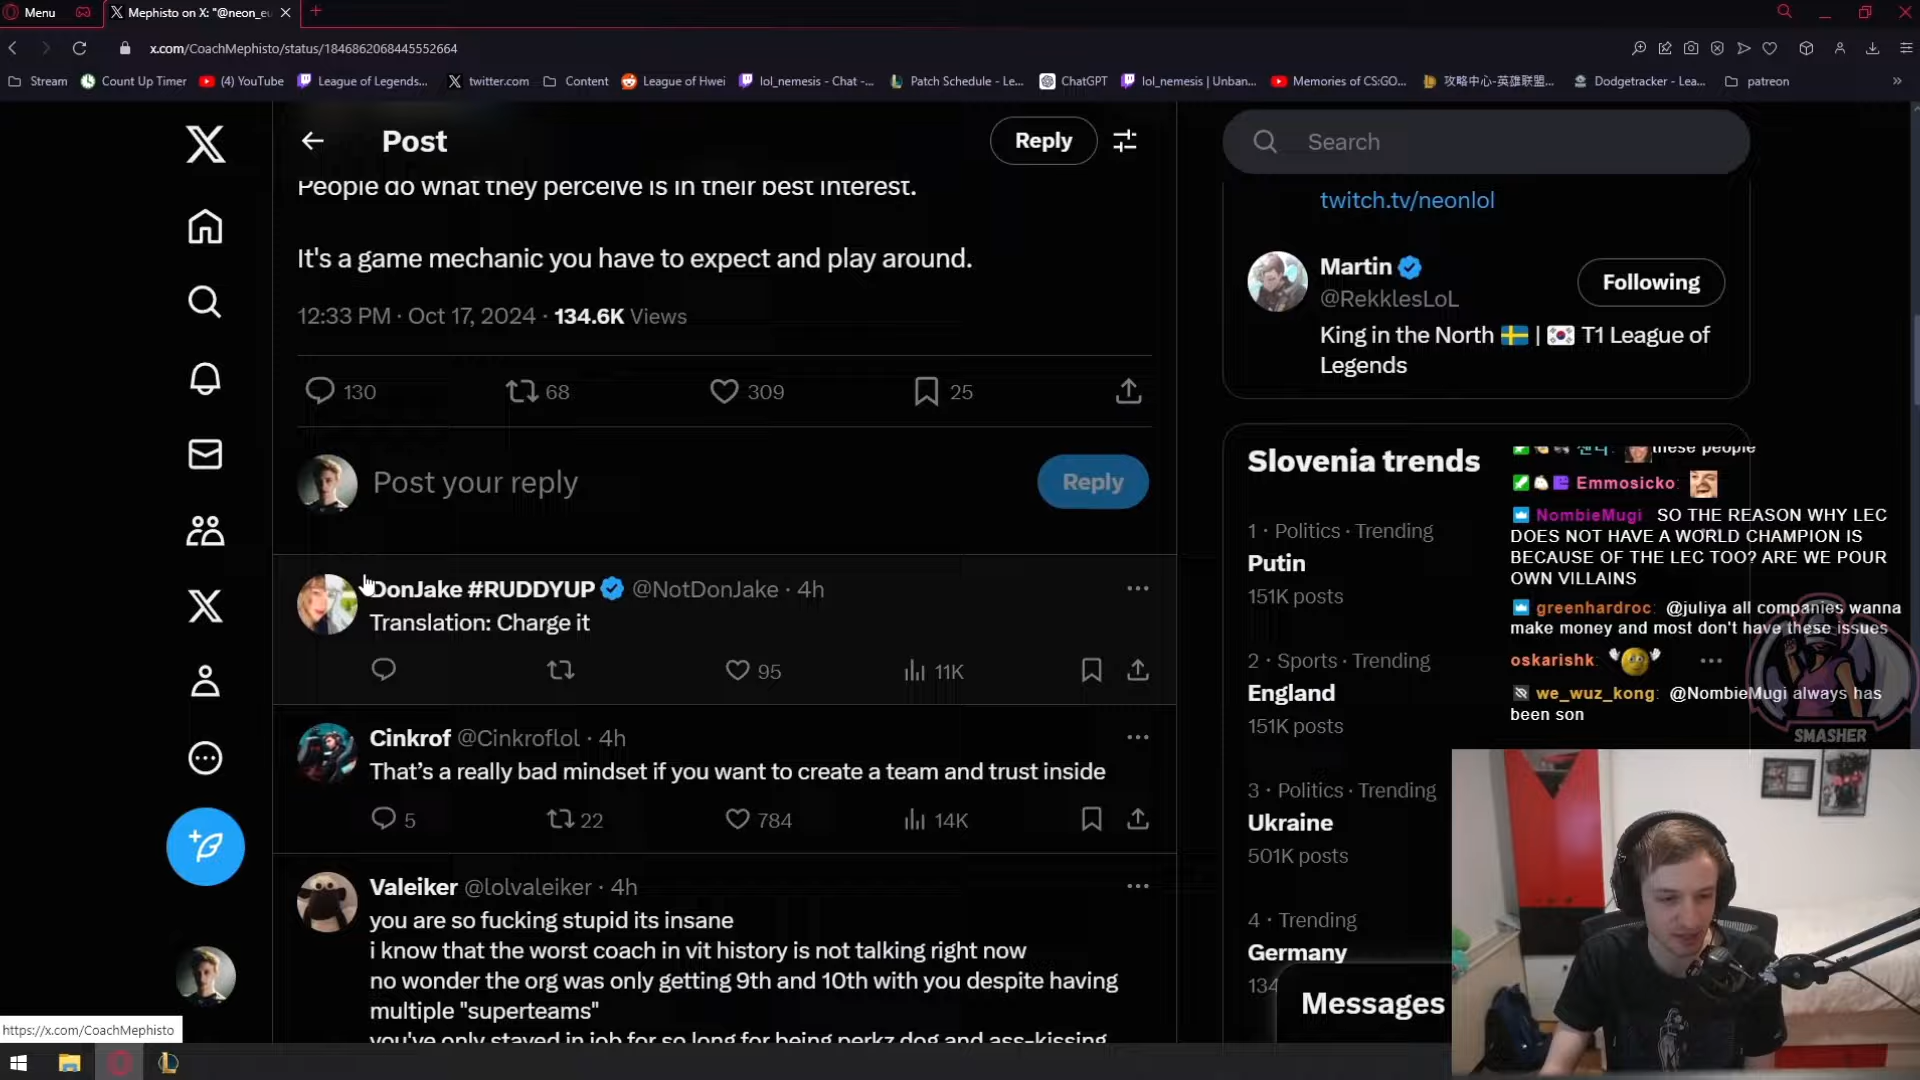 Menu
Mephisto on X: "@neon_eu
x.com/CoachMephisto/status/1846862068445552664
Stream
Count Up Timer
(4) YouTube
League of Legends...
twitter.com
Content
League of Hwei
lol_nemesis - Chat -...
Patch Schedule - Le...
ChatGPT
lol_nemesis | Unban...
Memories of CS:GO...
攻略中心-英雄联盟...
Dodgetracker - Lea...
patreon
Post
Reply
People do what they perceive is in their best interest.
It's a game mechanic you have to expect and play around.
12:33 PM · Oct 17, 2024 · 134.6K Views
130
68
309
25
Post your reply
Reply
DonJake #RUDDYUP @NotDonJake · 4h
Translation: Charge it
95
11K
Cinkrof @Cinkroflol · 4h
That's a really bad mindset if you want to create a team and trust inside
5
22
784
14K
Valeiker @lolvaleiker · 4h
you are so fucking stupid its insane
i know that the worst coach in vit history is not talking right now
no wonder the org was only getting 9th and 10th with you despite having
multiple "superteams"
you've only stayed in job for so long for being perkz dog and ass-kissing
Search
twitch.tv/neonlol
Martin
@RekklesLoL
Following
King in the North | T1 League of
Legends
Slovenia trends
1 · Politics · Trending
Putin
151K posts
2 · Sports · Trending
England
151K posts
3 · Politics · Trending
Ukraine
501K posts
4 · Trending
Germany
134
Messages
these people
Emmosicko:
NombieMugi SO THE REASON WHY LEC
DOES NOT HAVE A WORLD CHAMPION IS
BECAUSE OF THE LEC TOO? ARE WE POUR
OWN VILLAINS
greenhardroc: @juliya all companies wanna
make money and most don't have these issues
oskarishk:
we_wuz_kong: @NombieMugi always has
been son
SMASHER
https://x.com/CoachMephisto